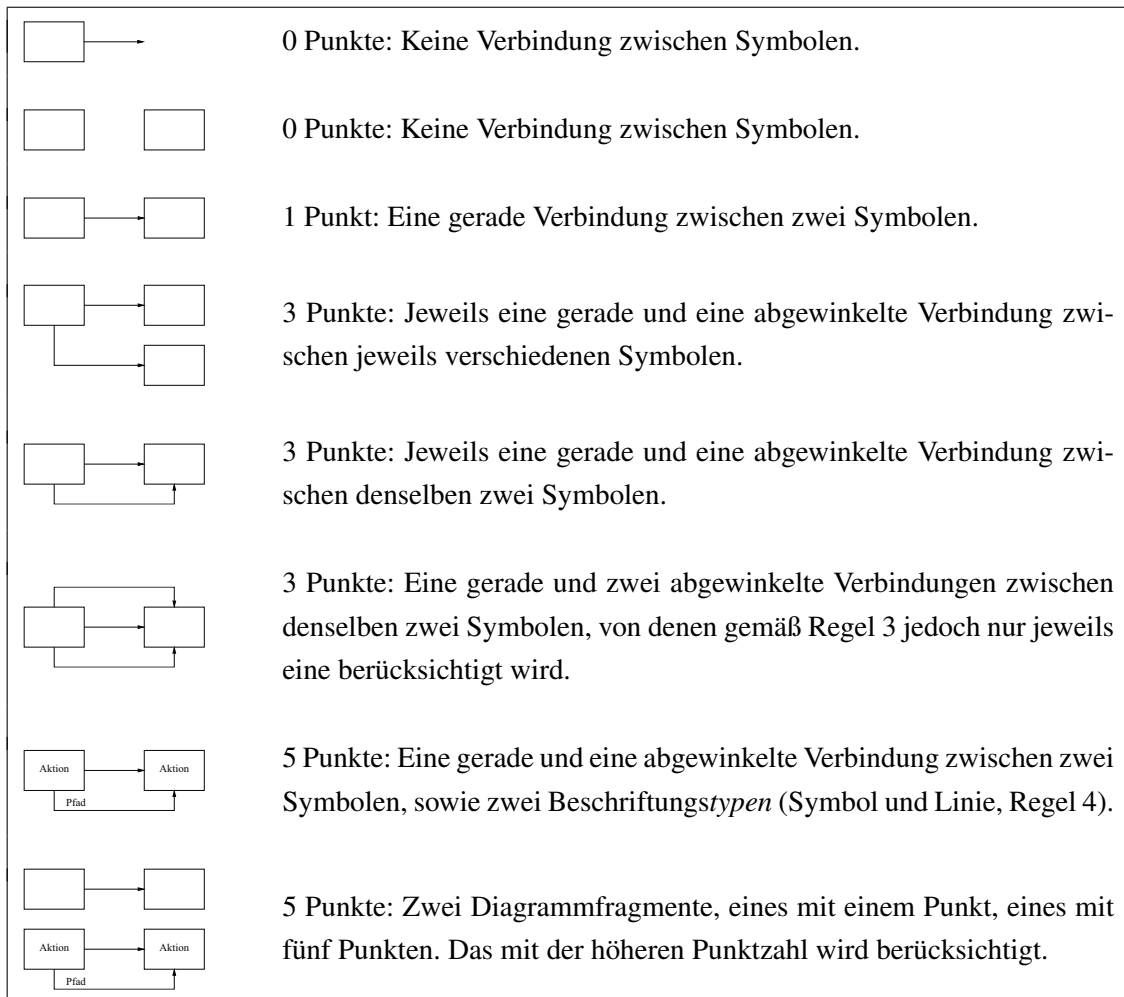 0 Punkte: Keine Verbindung zwischen Symbolen.
0 Punkte: Keine Verbindung zwischen Symbolen.
1 Punkt: Eine gerade Verbindung zwischen zwei Symbolen.
3 Punkte: Jeweils eine gerade und eine abgewinkelte Verbindung zwi-
schen jeweils verschiedenen Symbolen.
3 Punkte: Jeweils eine gerade und eine abgewinkelte Verbindung zwi-
schen denselben zwei Symbolen.
3 Punkte: Eine gerade und zwei abgewinkelte Verbindungen zwischen
denselben zwei Symbolen, von denen gemäß Regel 3 jedoch nur jeweils
eine berücksichtigt wird.
Aktion Aktion
Pfad
5 Punkte: Eine gerade und eine abgewinkelte Verbindung zwischen zwei
Symbolen, sowie zwei Beschriftungstypen (Symbol und Linie, Regel 4).
Aktion Aktion
Pfad
5 Punkte: Zwei Diagrammfragmente, eines mit einem Punkt, eines mit
fünf Punkten. Das mit der höheren Punktzahl wird berücksichtigt.